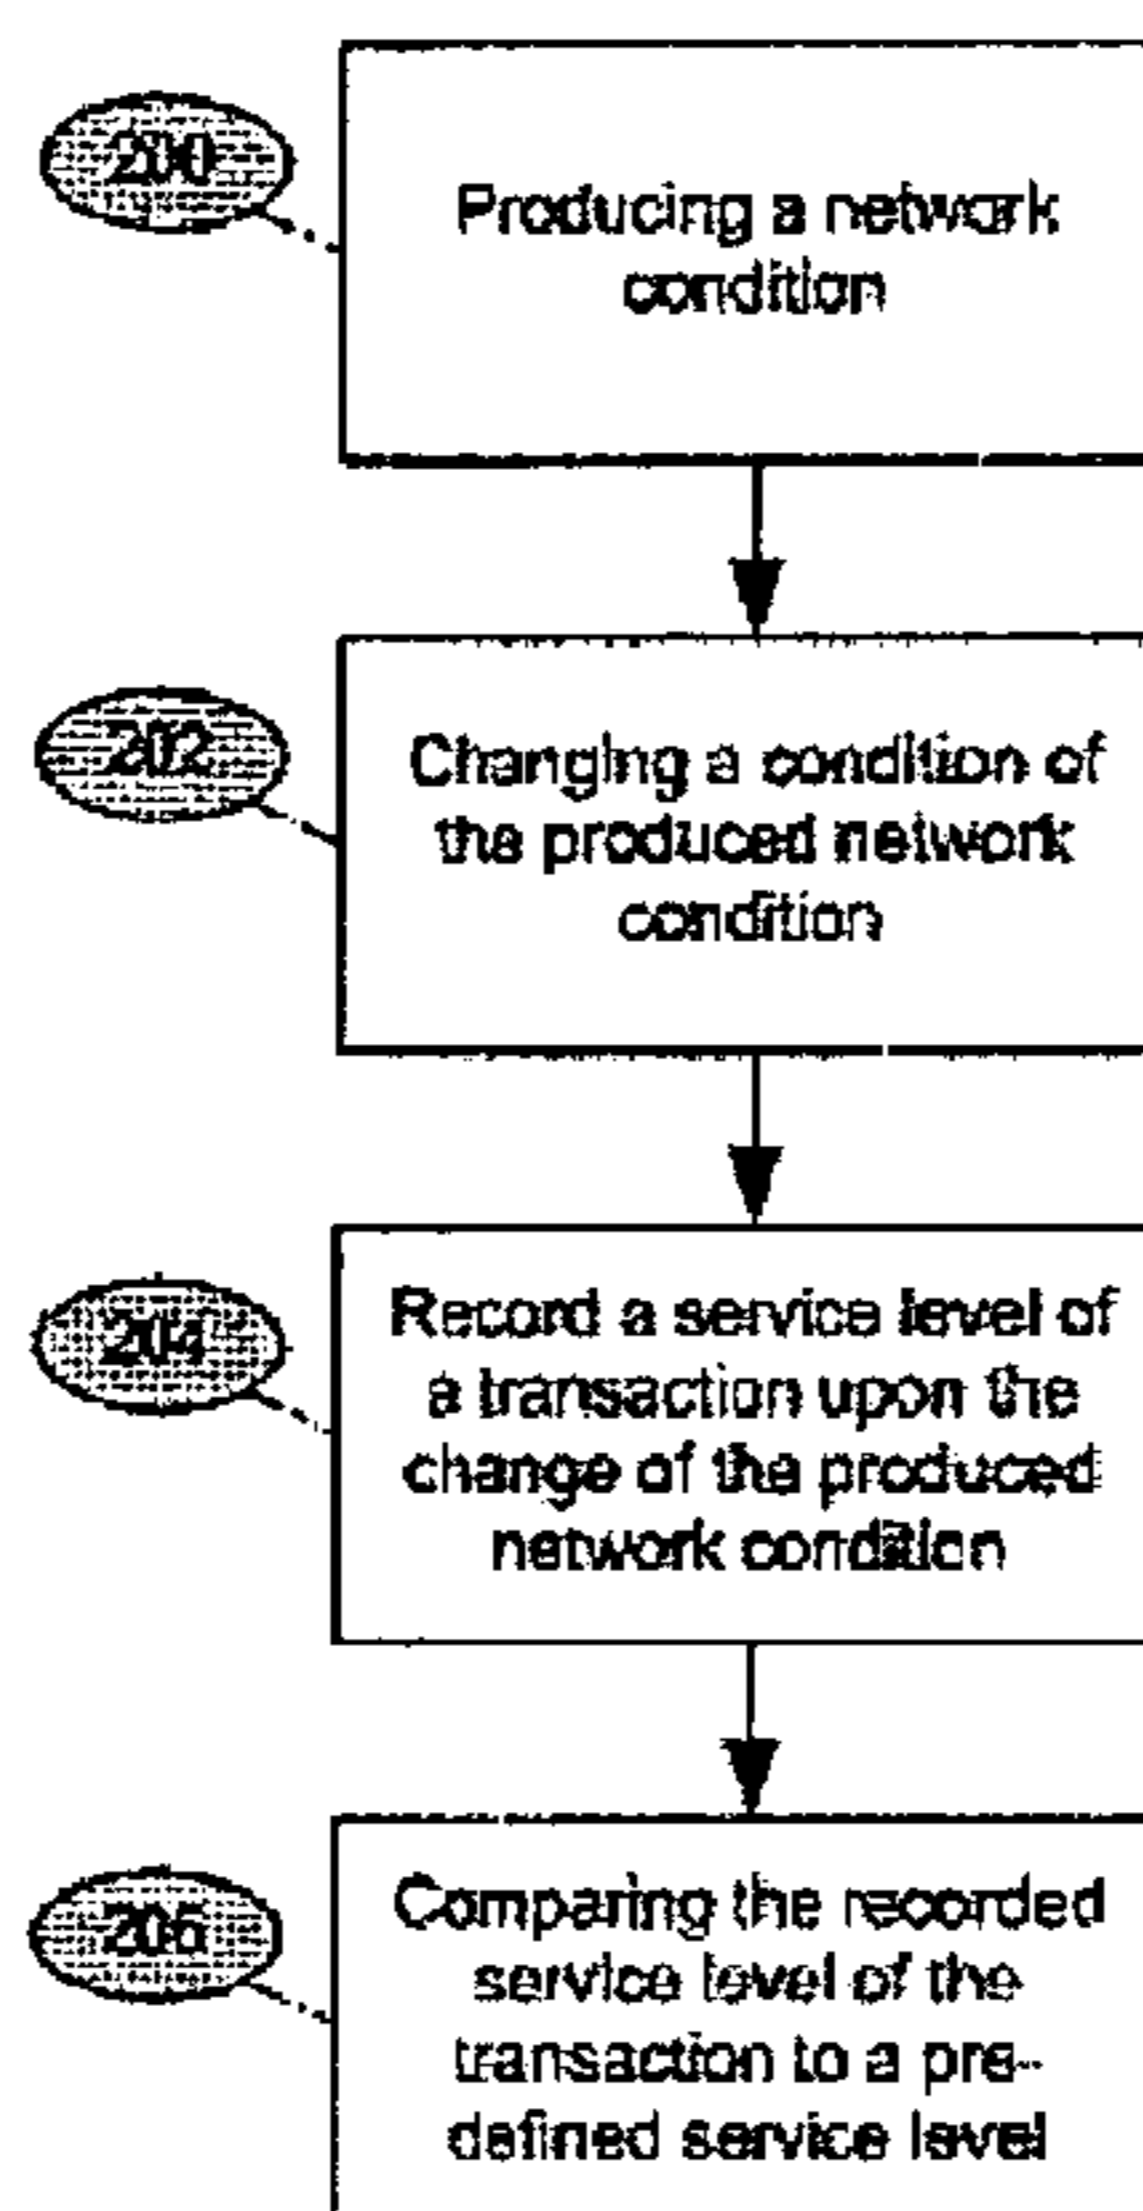 200
Producing a network
condition
202
Changing a condition of
the produced network
condition
204
Record a service level of
a transaction upon the
change of the produced
network condition
206
Comparing the recorded
service level of the
transaction to a pre-
defined service level